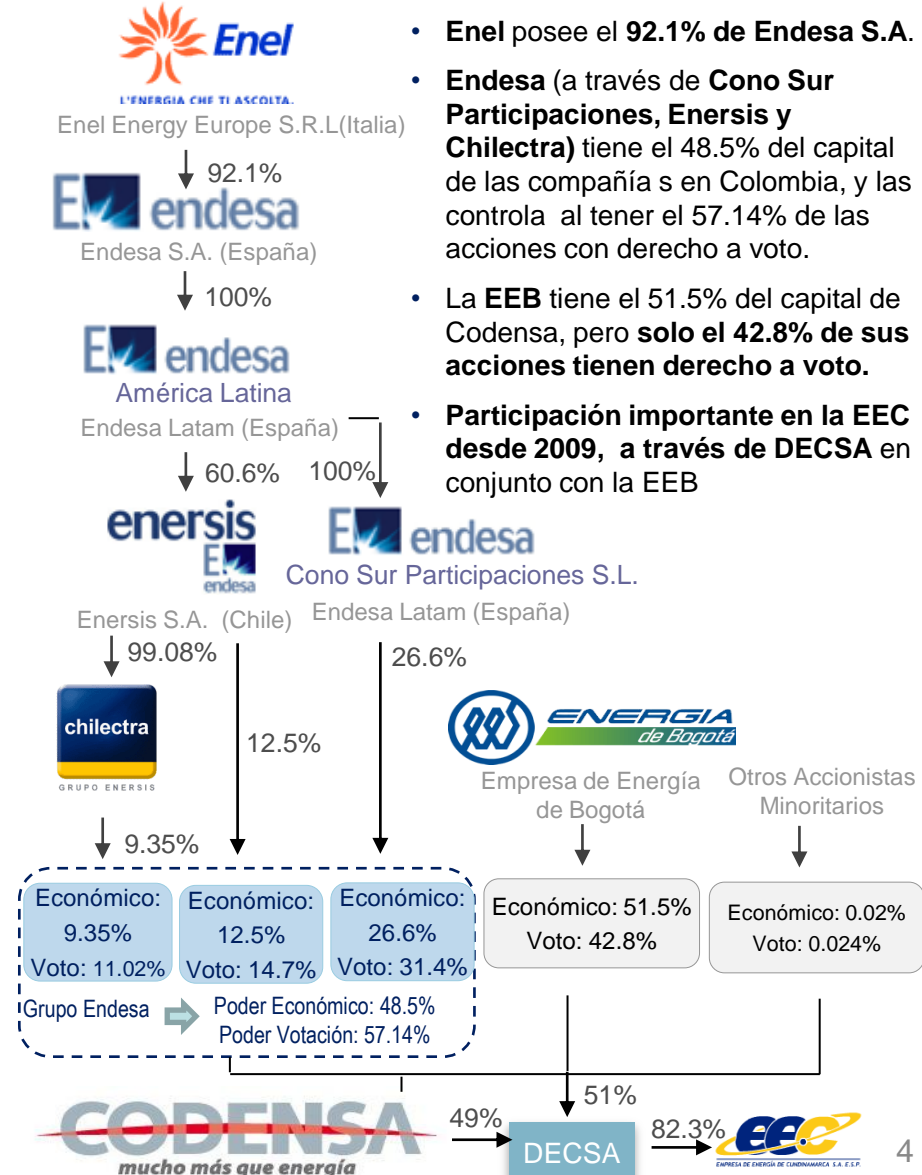 Enel
L'ENERGIA CHE TI ASCOLTA.
Enel Energy Europe S.R.L(Italia)
92.1%
endesa
Endesa S.A. (España)
100%
endesa
América Latina
Endesa Latam (España)
60.6%
100%
enersis
endesa
Enersis S.A. (Chile)
endesa
Cono Sur Participaciones S.L.
Endesa Latam (España)
• Enel posee el 92.1% de Endesa S.A.
• Endesa (a través de Cono Sur
Participaciones, Enersis y
Chilectra) tiene el 48.5% del capital
de las compañía s en Colombia, y las
controla al tener el 57.14% de las
acciones con derecho a voto.
• La EEB tiene el 51.5% del capital de
Codensa, pero solo el 42.8% de sus
acciones tienen derecho a voto.
• Participación importante en la EEC
desde 2009, a través de DECSA en
conjunto con la EEB
99.08%
12.5%
26.6%
chilectra
GRUPO ENERSIS
9.35%
ENERGIA
de Bogotá
Empresa de Energía
de Bogotá
Otros Accionistas
Minoritarios
Económico:
9.35%
Voto: 11.02%
Económico:
12.5%
Voto: 14.7%
Económico:
26.6%
Voto: 31.4%
Económico: 51.5%
Voto: 42.8%
Económico: 0.02%
Voto: 0.024%
Grupo Endesa
Poder Económico: 48.5%
Poder Votación: 57.14%
CODENSA
mucho más que energía
49%
51%
DECSA
82.3%
EEC
EMPRESA DE ENERGÍA DE CUNDINAMARCA S.A. E.S.P.
4